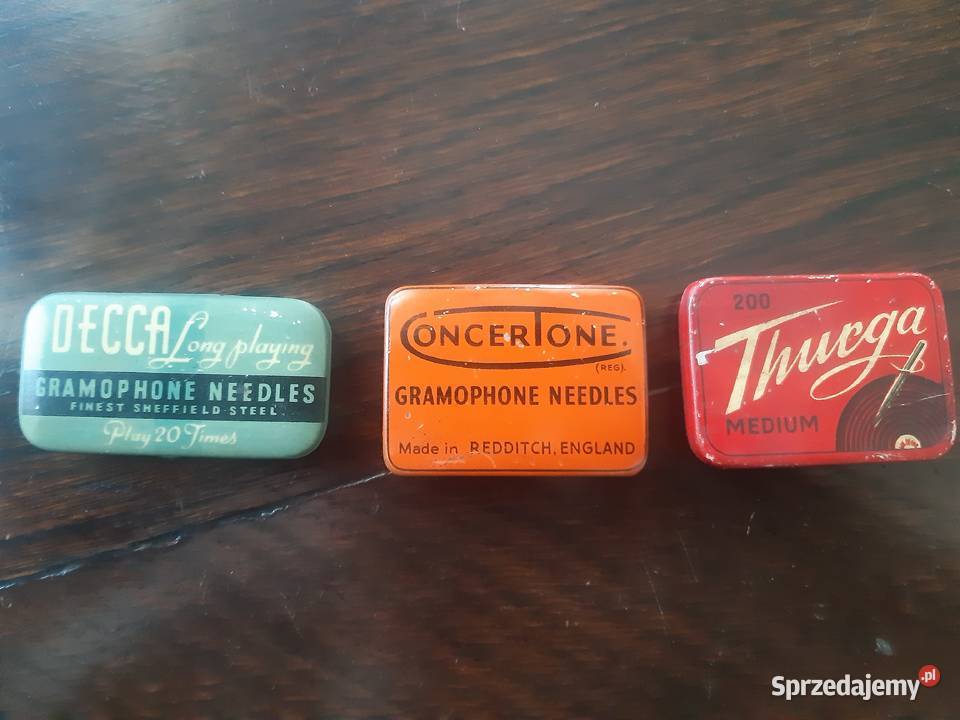 DECCA Long playing
GRAMOPHONE NEEDLES
FINEST SHEFFIELD STEEL.
Play 20 Times
CONCERTONE.
(REG).
GRAMOPHONE NEEDLES
Made in REDDITCH, ENGLAND
200
Thurga
MEDIUM
Sprzedajemy.pl